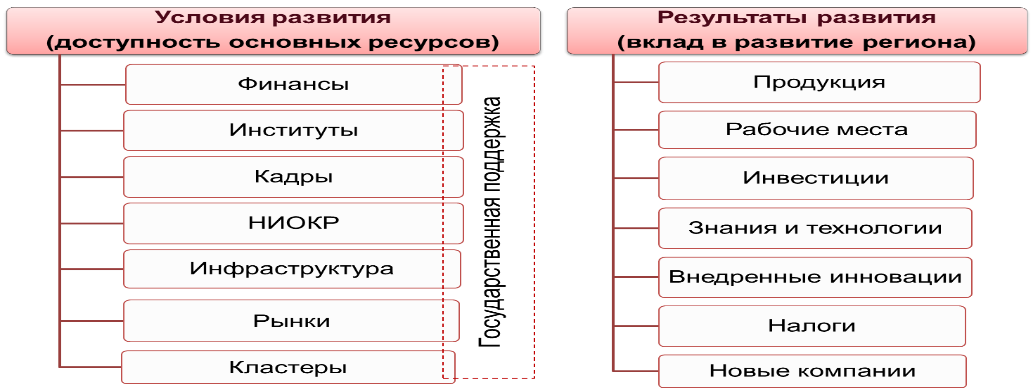 Условия развития
(доступность основных ресурсов)
Финансы
Институты
Кадры
НИОКР
Инфраструктура
Рынки
Кластеры
Государственная поддержка
Результаты развития
(вклад в развитие региона)
Продукция
Рабочие места
Инвестиции
Знания и технологии
Внедренные инновации
Налоги
Новые компании